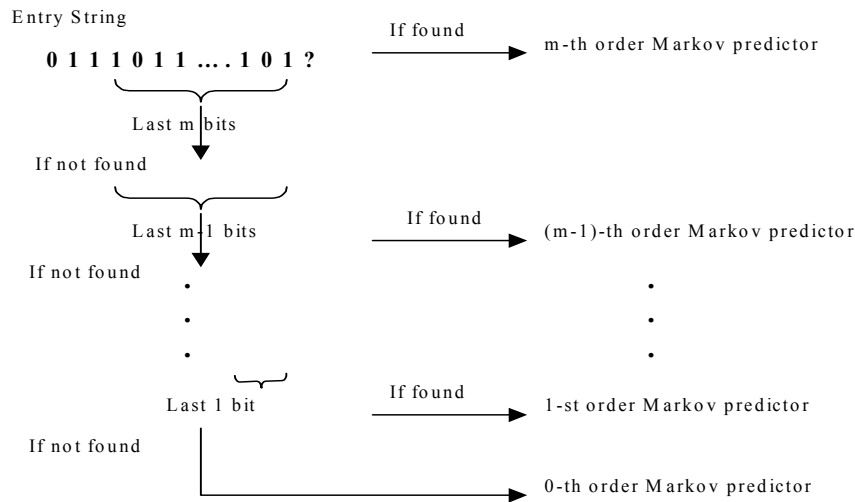 Entry String
If found
m-th order Markov predictor
0 1 1 1 0 1 1 ... . 1 0 1 ?
Last m bits
If not found
If found
(m-1)-th order Markov predictor
Last m-1 bits
If not found
If found
Last 1 bit
1-st order Markov predictor
If not found
0-th order Markov predictor